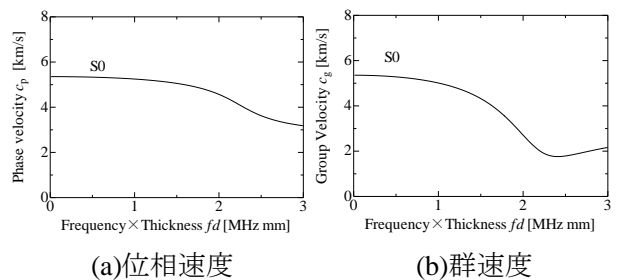 8
6
4
2
0
Phase velocity cp [km/s]
S0
0 1 2 3
Frequency×Thickness fd [MHz mm]
(a)位相速度
8
6
4
2
0
Group Velocity cg [km/s]
S0
0 1 2 3
Frequency×Thickness fd [MHz mm]
(b)群速度